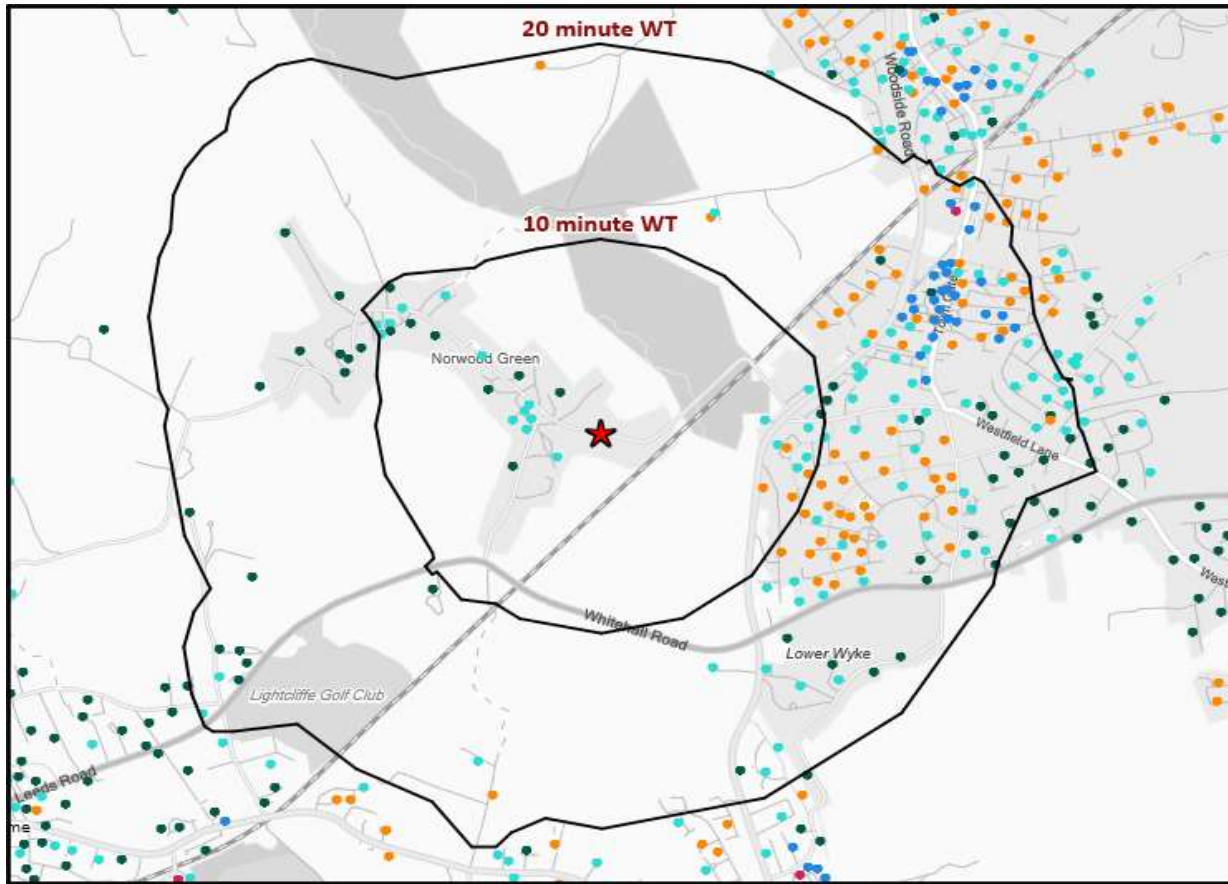 20 minute WT
Woodside Road
10 minute WT
Norwood Green
Westfield Lane
Whitehall Road
Lower Wyke
Lightcliffe Golf Club
Leeds Road